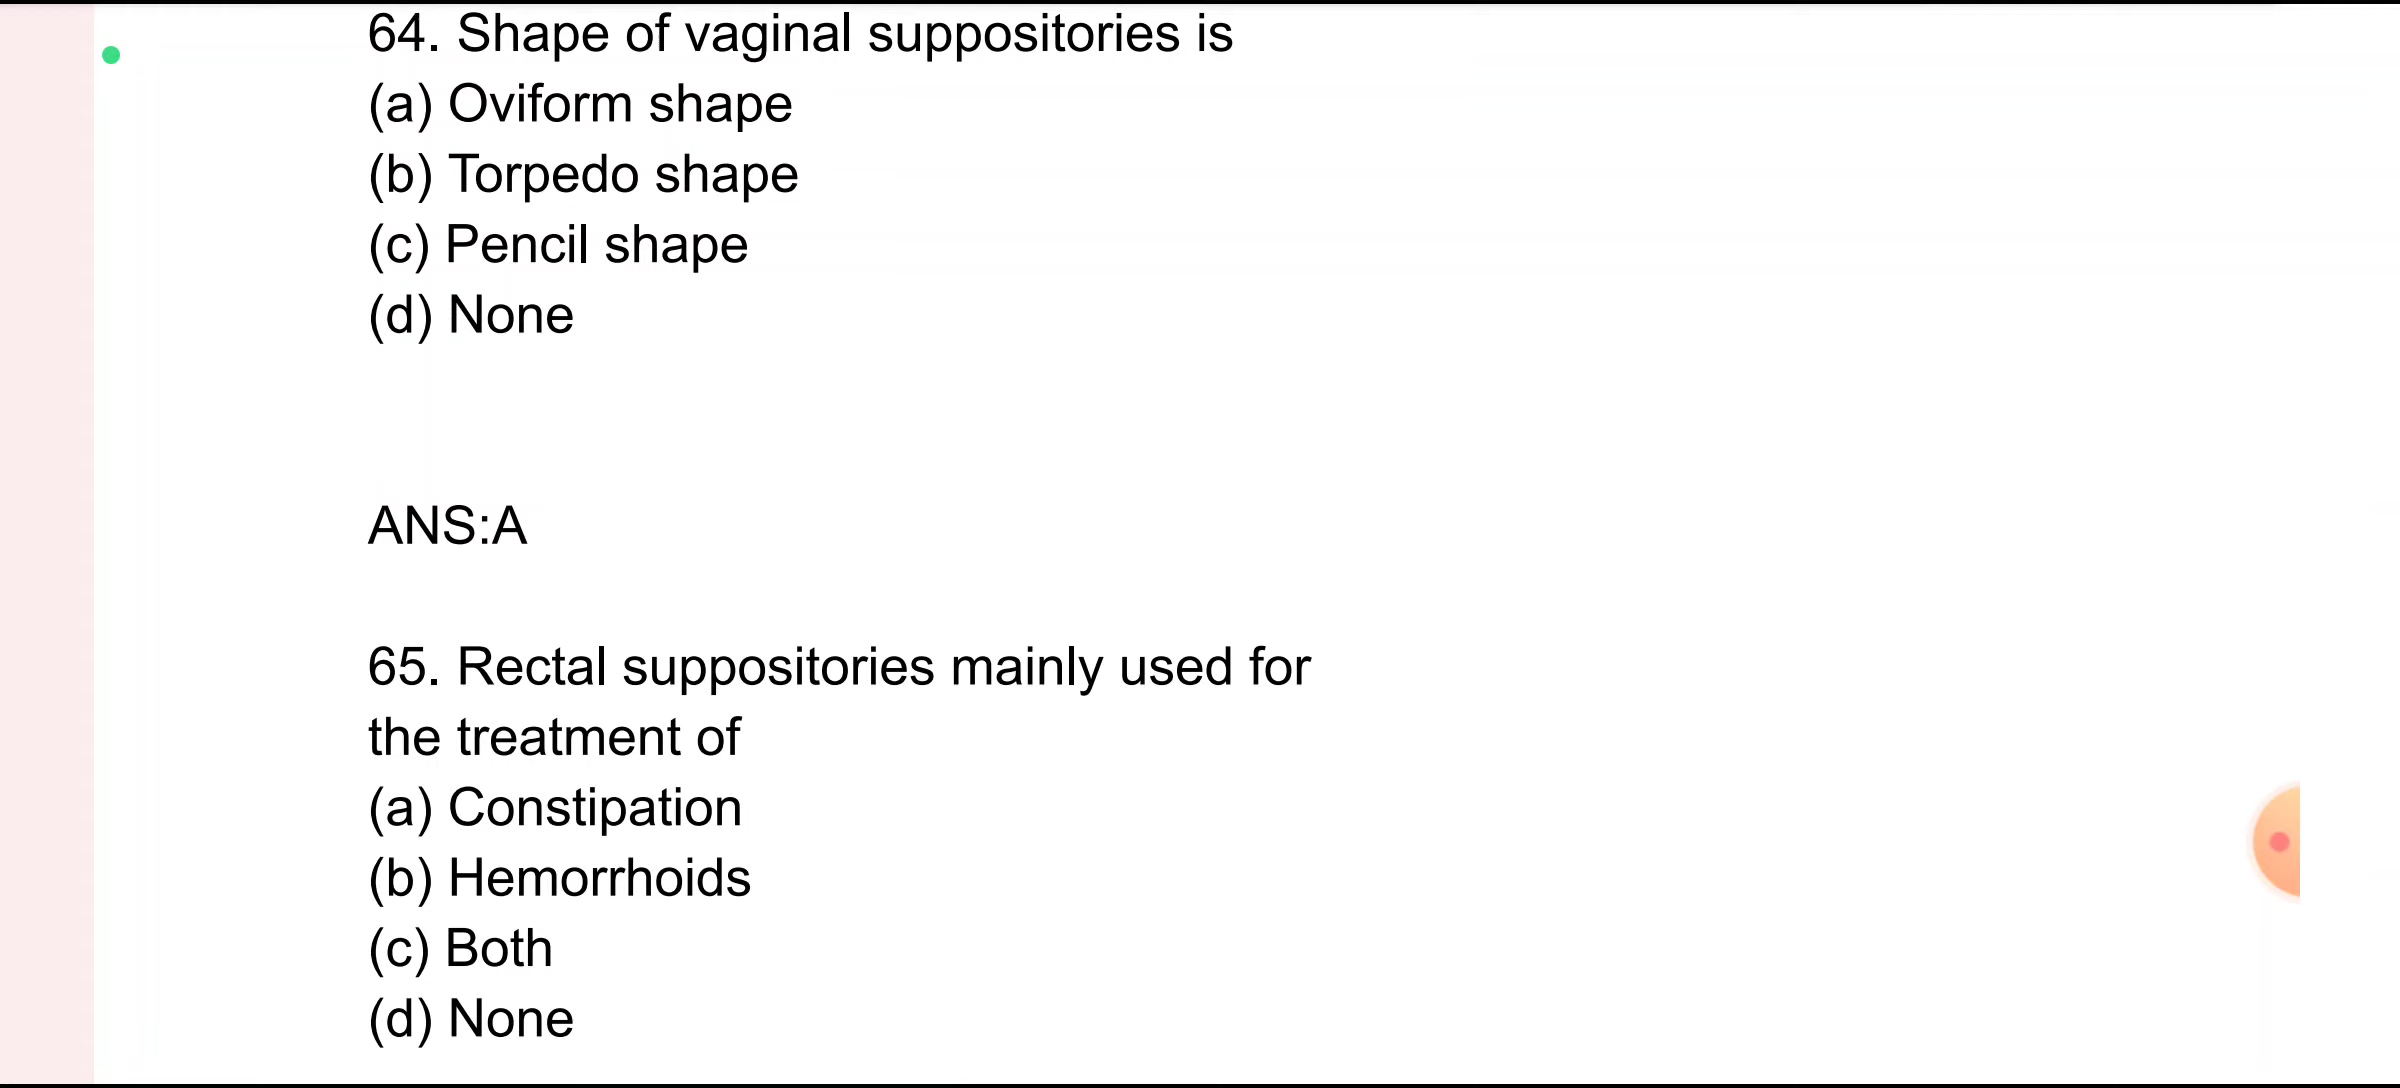 64. Shape of vaginal suppositories is
(a) Oviform shape
(b) Torpedo shape
(c) Pencil shape
(d) None
ANS:A
65. Rectal suppositories mainly used for
the treatment of
(a) Constipation
(b) Hemorrhoids
(c) Both
(d) None